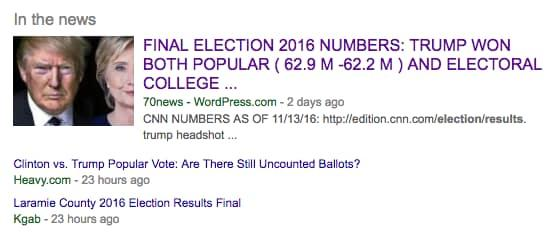 In the news
FINAL ELECTION 2016 NUMBERS: TRUMP WON
BOTH POPULAR ( 62.9 M -62.2 M ) AND ELECTORAL
COLLEGE ...
70news - WordPress.com - 2 days ago
CNN NUMBERS AS OF 11/13/16: http://edition.cnn.com/election/results.
trump headshot ...
Clinton vs. Trump Popular Vote: Are There Still Uncounted Ballots?
Heavy.com - 23 hours ago
Laramie County 2016 Election Results Final
Kgab - 23 hours ago